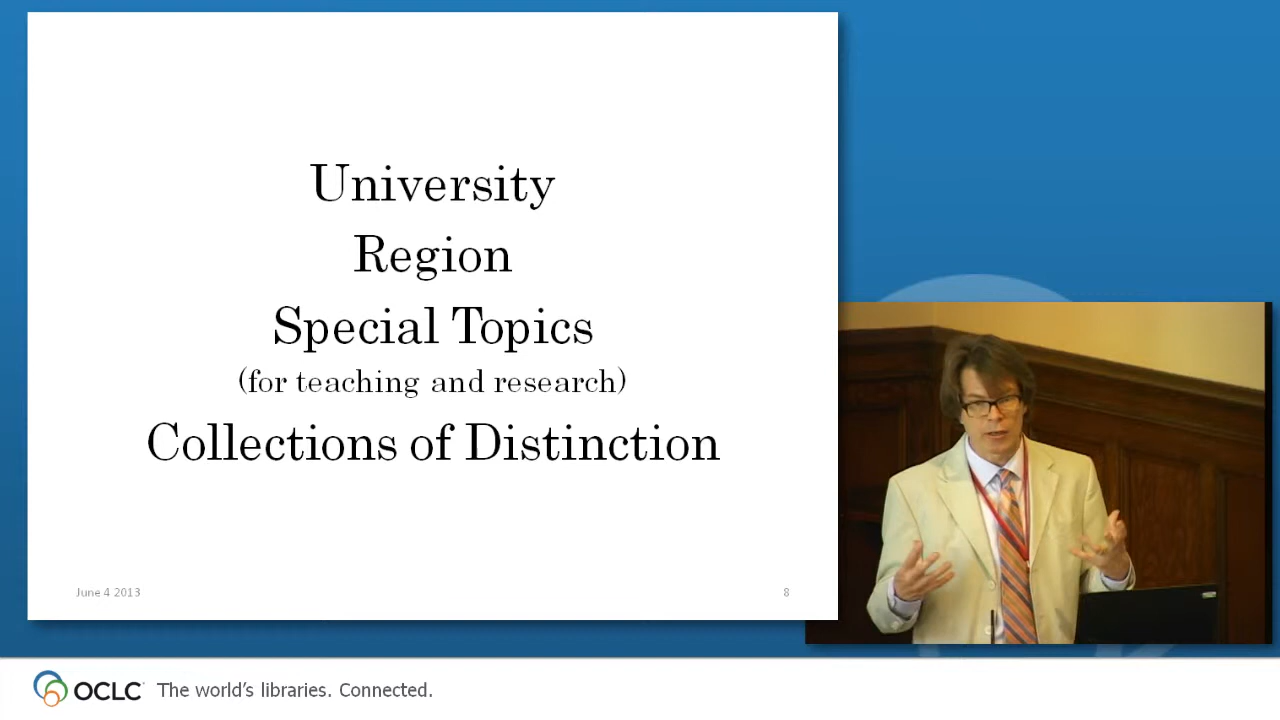 University
Region
Special Topics
(for teaching and research)
Collections of Distinction
June 4 2013
8
OCLC The world's libraries. Connected.